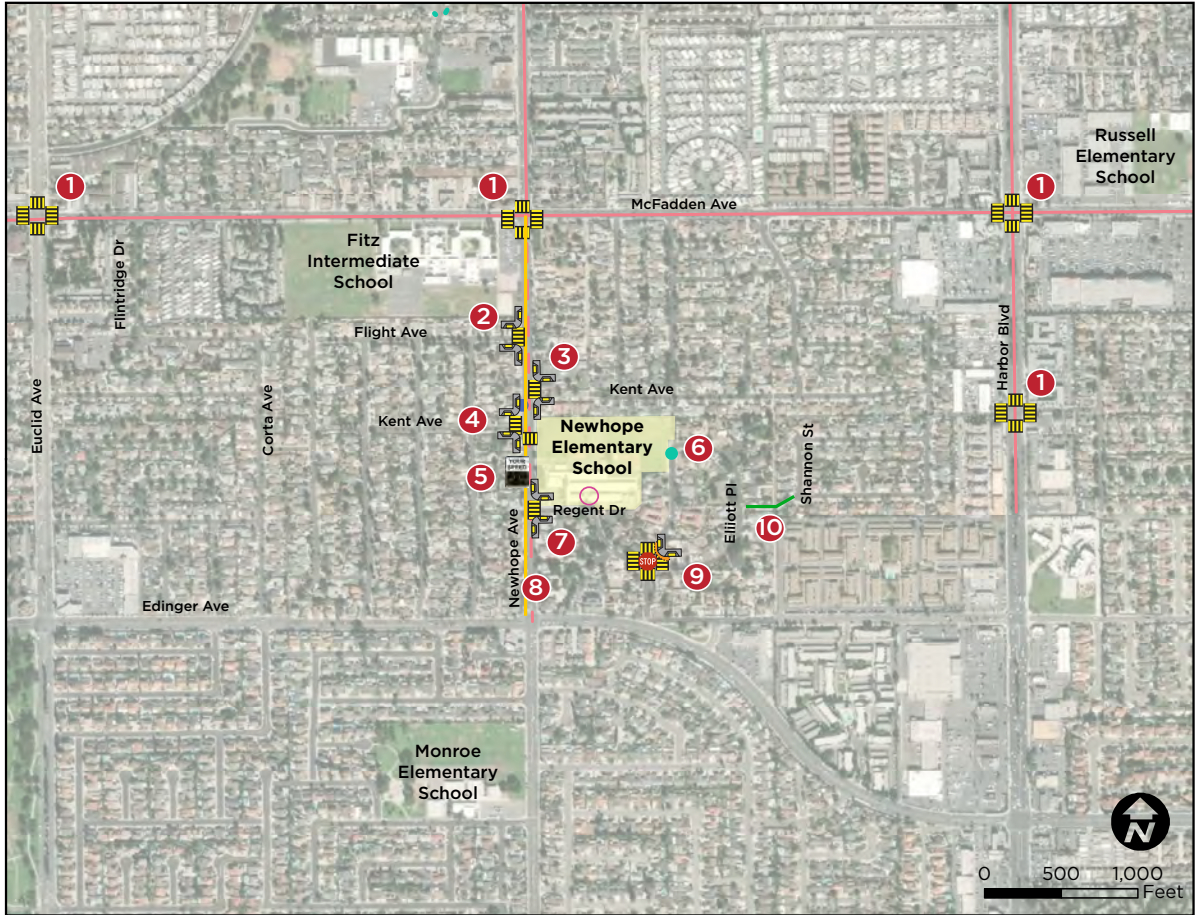 Russell
Elementary
School
1
1
1
McFadden Ave
Fitz
Intermediate
School
Flintridge Dr
2
Flight Ave
3
Harbor Blvd
1
Euclid Ave
Corta Ave
Kent Ave
Kent Ave
4
Newhope
Elementary
School
6
Shannon St
YOUR
SPEED
5
Elliott Pl
Regent Dr
10
7
Newhope Ave
STOP
9
8
Edinger Ave
Monroe
Elementary
School
N
0 500 1,000
Feet